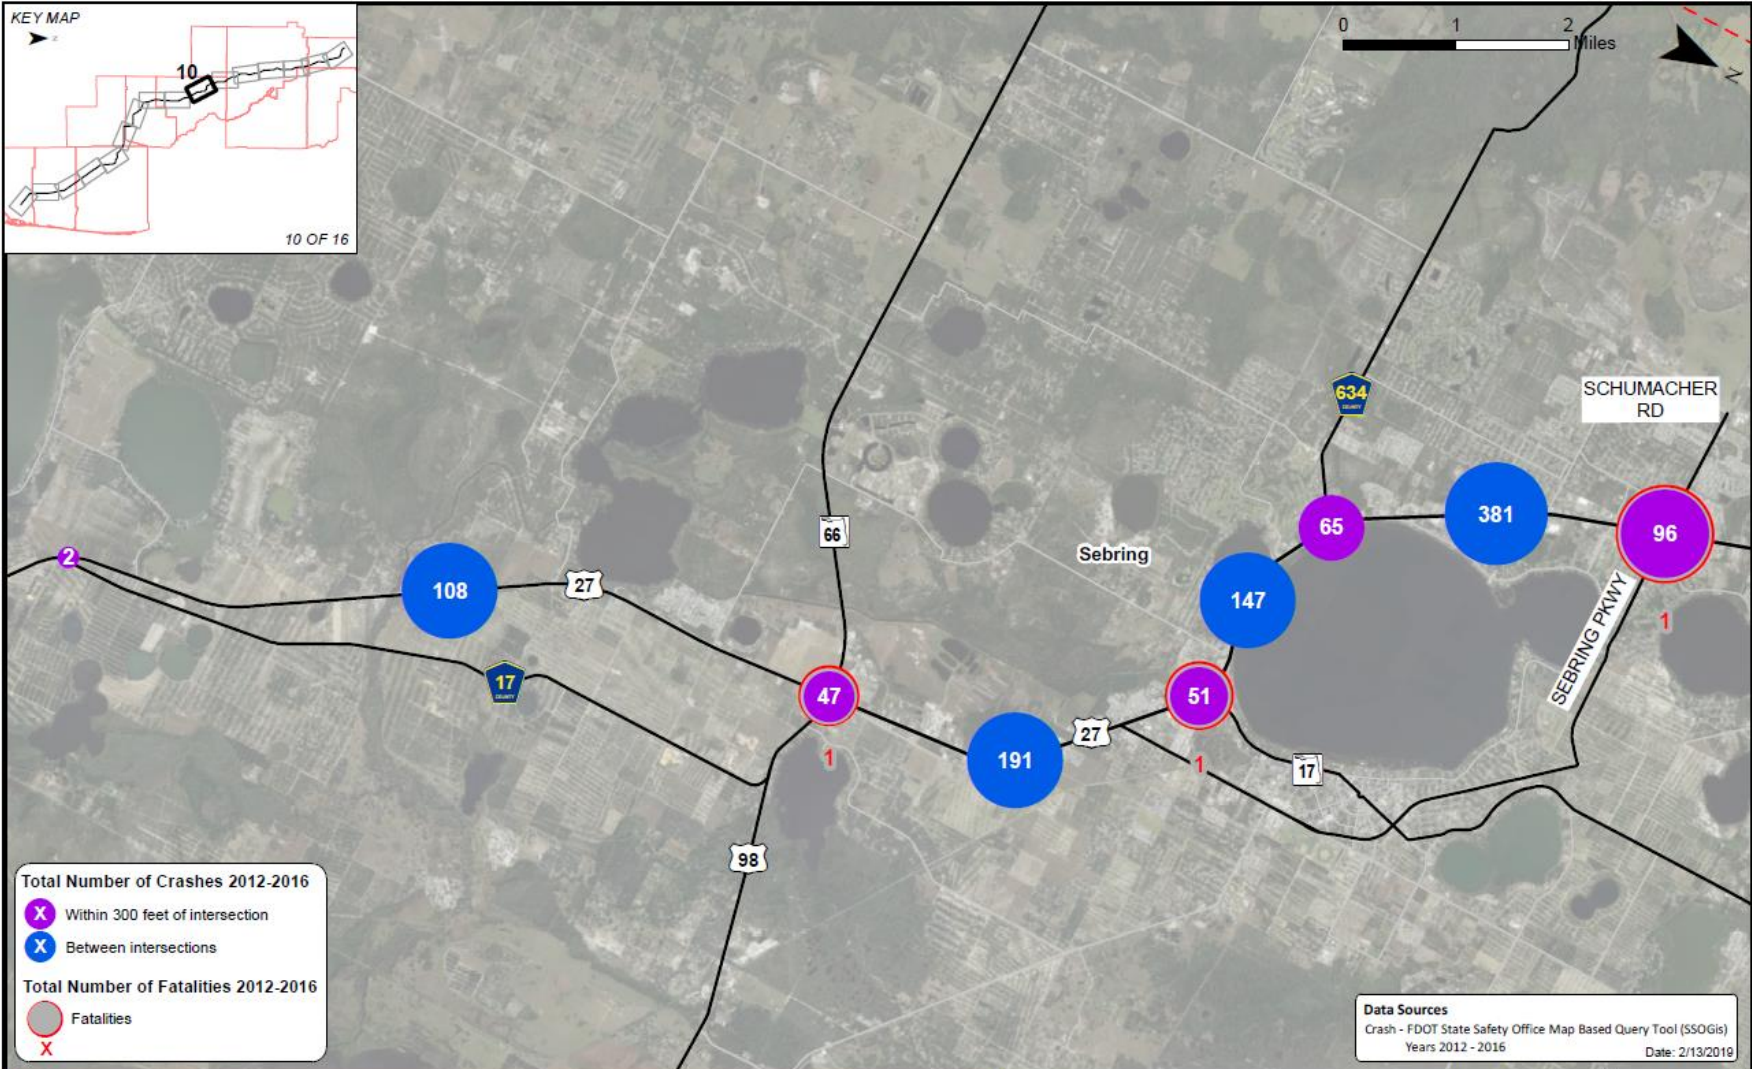 KEY MAP
z
10
10 OF 16
0 1 2
Miles
N
634
COUNTY
SCHUMACHER
RD
66
Sebring
65
381
96
1
2
108
27
147
SEBRING PKWY
17
COUNTY
47
1
51
1
27
191
17
98
Total Number of Crashes 2012-2016
X Within 300 feet of intersection
X Between intersections
Total Number of Fatalities 2012-2016
Fatalities
X
Data Sources
Crash - FDOT State Safety Office Map Based Query Tool (SSOGis)
Years 2012 - 2016
Date: 2/13/2019